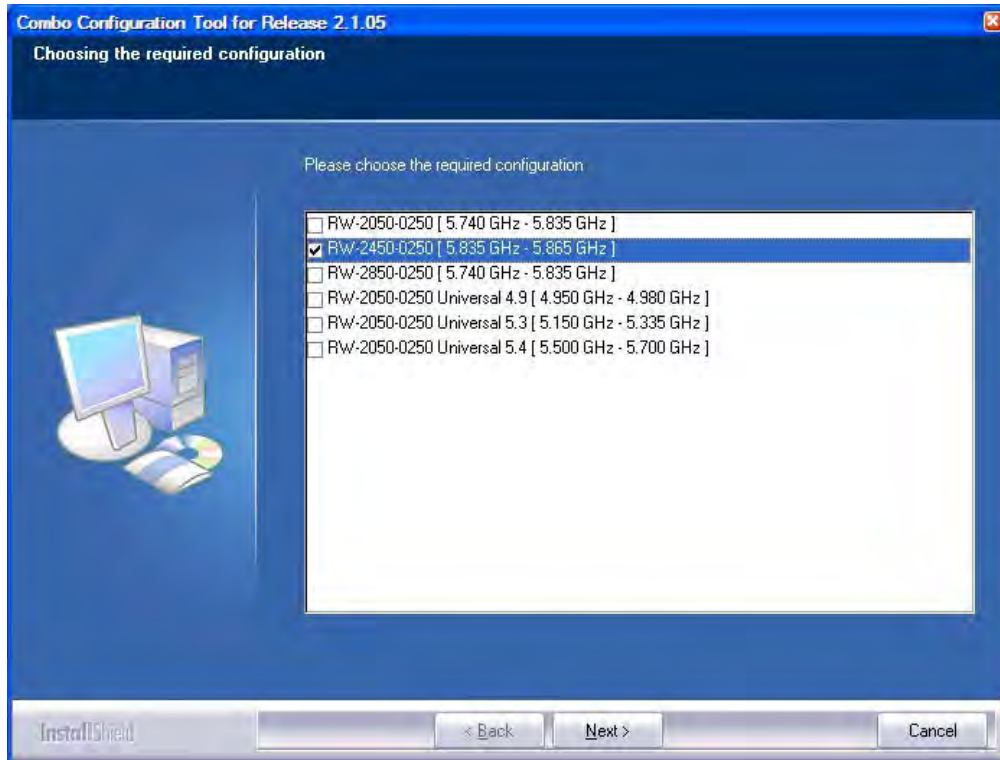 Combo Configuration Tool for Release 2.1.05
Choosing the required configuration
Please choose the required configuration
RW-2050-0250 [ 5.740 GHz - 5.835 GHz ]
RW-2450-0250 [ 5.835 GHz - 5.865 GHz ]
RW-2850-0250 [ 5.740 GHz - 5.835 GHz ]
RW-2050-0250 Universal 4.9 [ 4.950 GHz - 4.980 GHz ]
RW-2050-0250 Universal 5.3 [ 5.150 GHz - 5.335 GHz ]
RW-2050-0250 Universal 5.4 [ 5.500 GHz - 5.700 GHz ]
InstallShield
< Back Next > Cancel